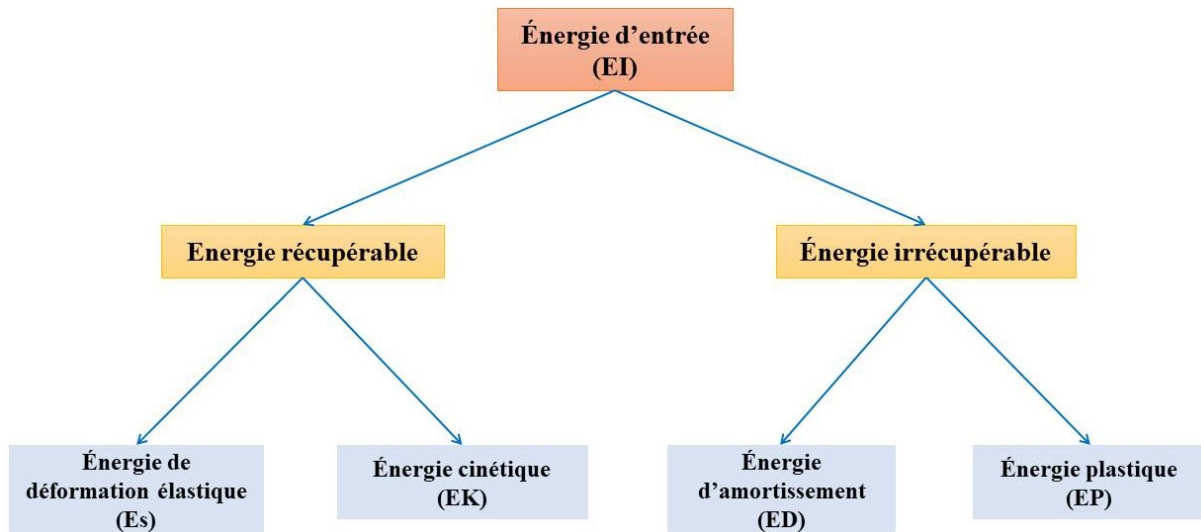 Énergie d’entrée
(EI)
Energie récupérable
Énergie irrécupérable
Énergie de
déformation élastique
(Es)
Énergie cinétique
(EK)
Énergie
d’amortissement
(ED)
Énergie plastique
(EP)